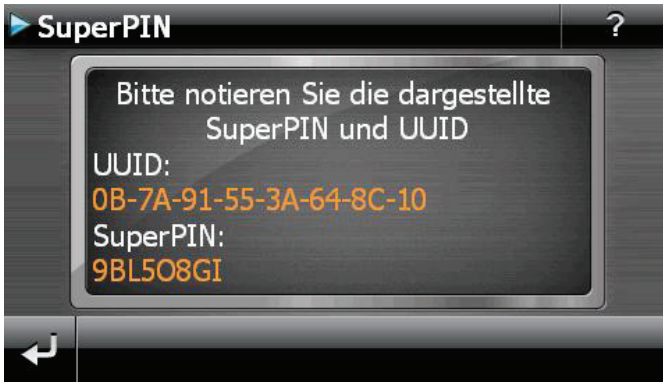 SuperPIN
?
Bitte notieren Sie die dargestellte
SuperPIN und UUID
UUID:
0B-7A-91-55-3A-64-8C-10
SuperPIN:
9BL5O8GI